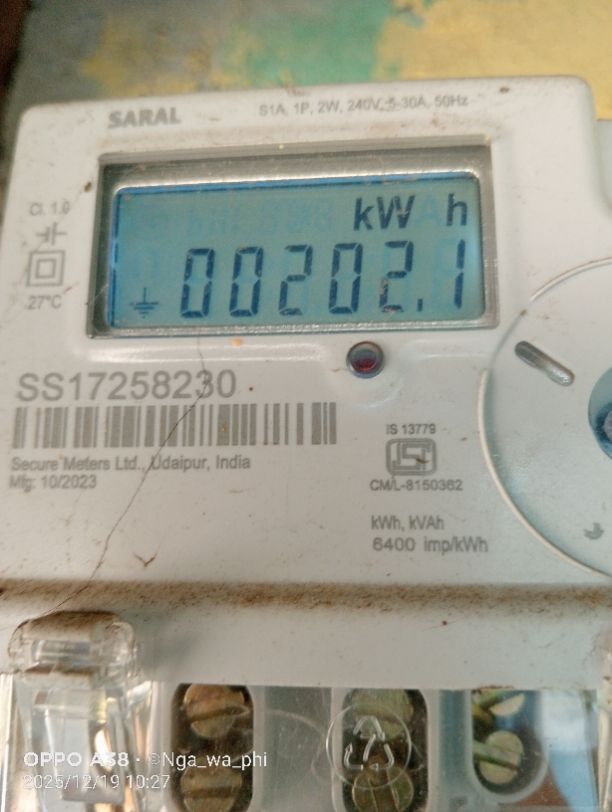 SARAL
S1A, 1P, 2W, 240V, 5-30A, 50Hz
Cl. 1.0
kW h
00202.1
27°C
SS17258230
Secure Meters Ltd., Udaipur, India
Mfg: 10/2023
IS 13779
CM/L-8150362
kWh, kVAh
6400 imp/kWh
OPPO A38 · ©Nga_wa_phi
2025/12/19 10:27